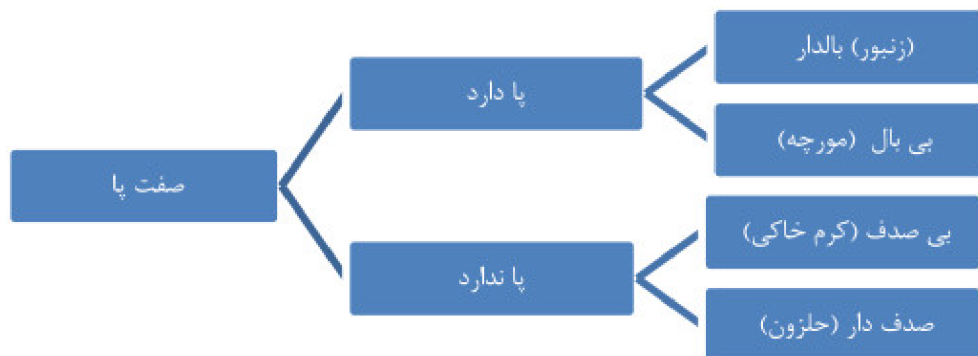 (زنبور) بالدار
پا دارد
بی بال (مورچه)
صفت پا
بی صدف (کرم خاکی)
پا ندارد
صدف دار (حلزون)